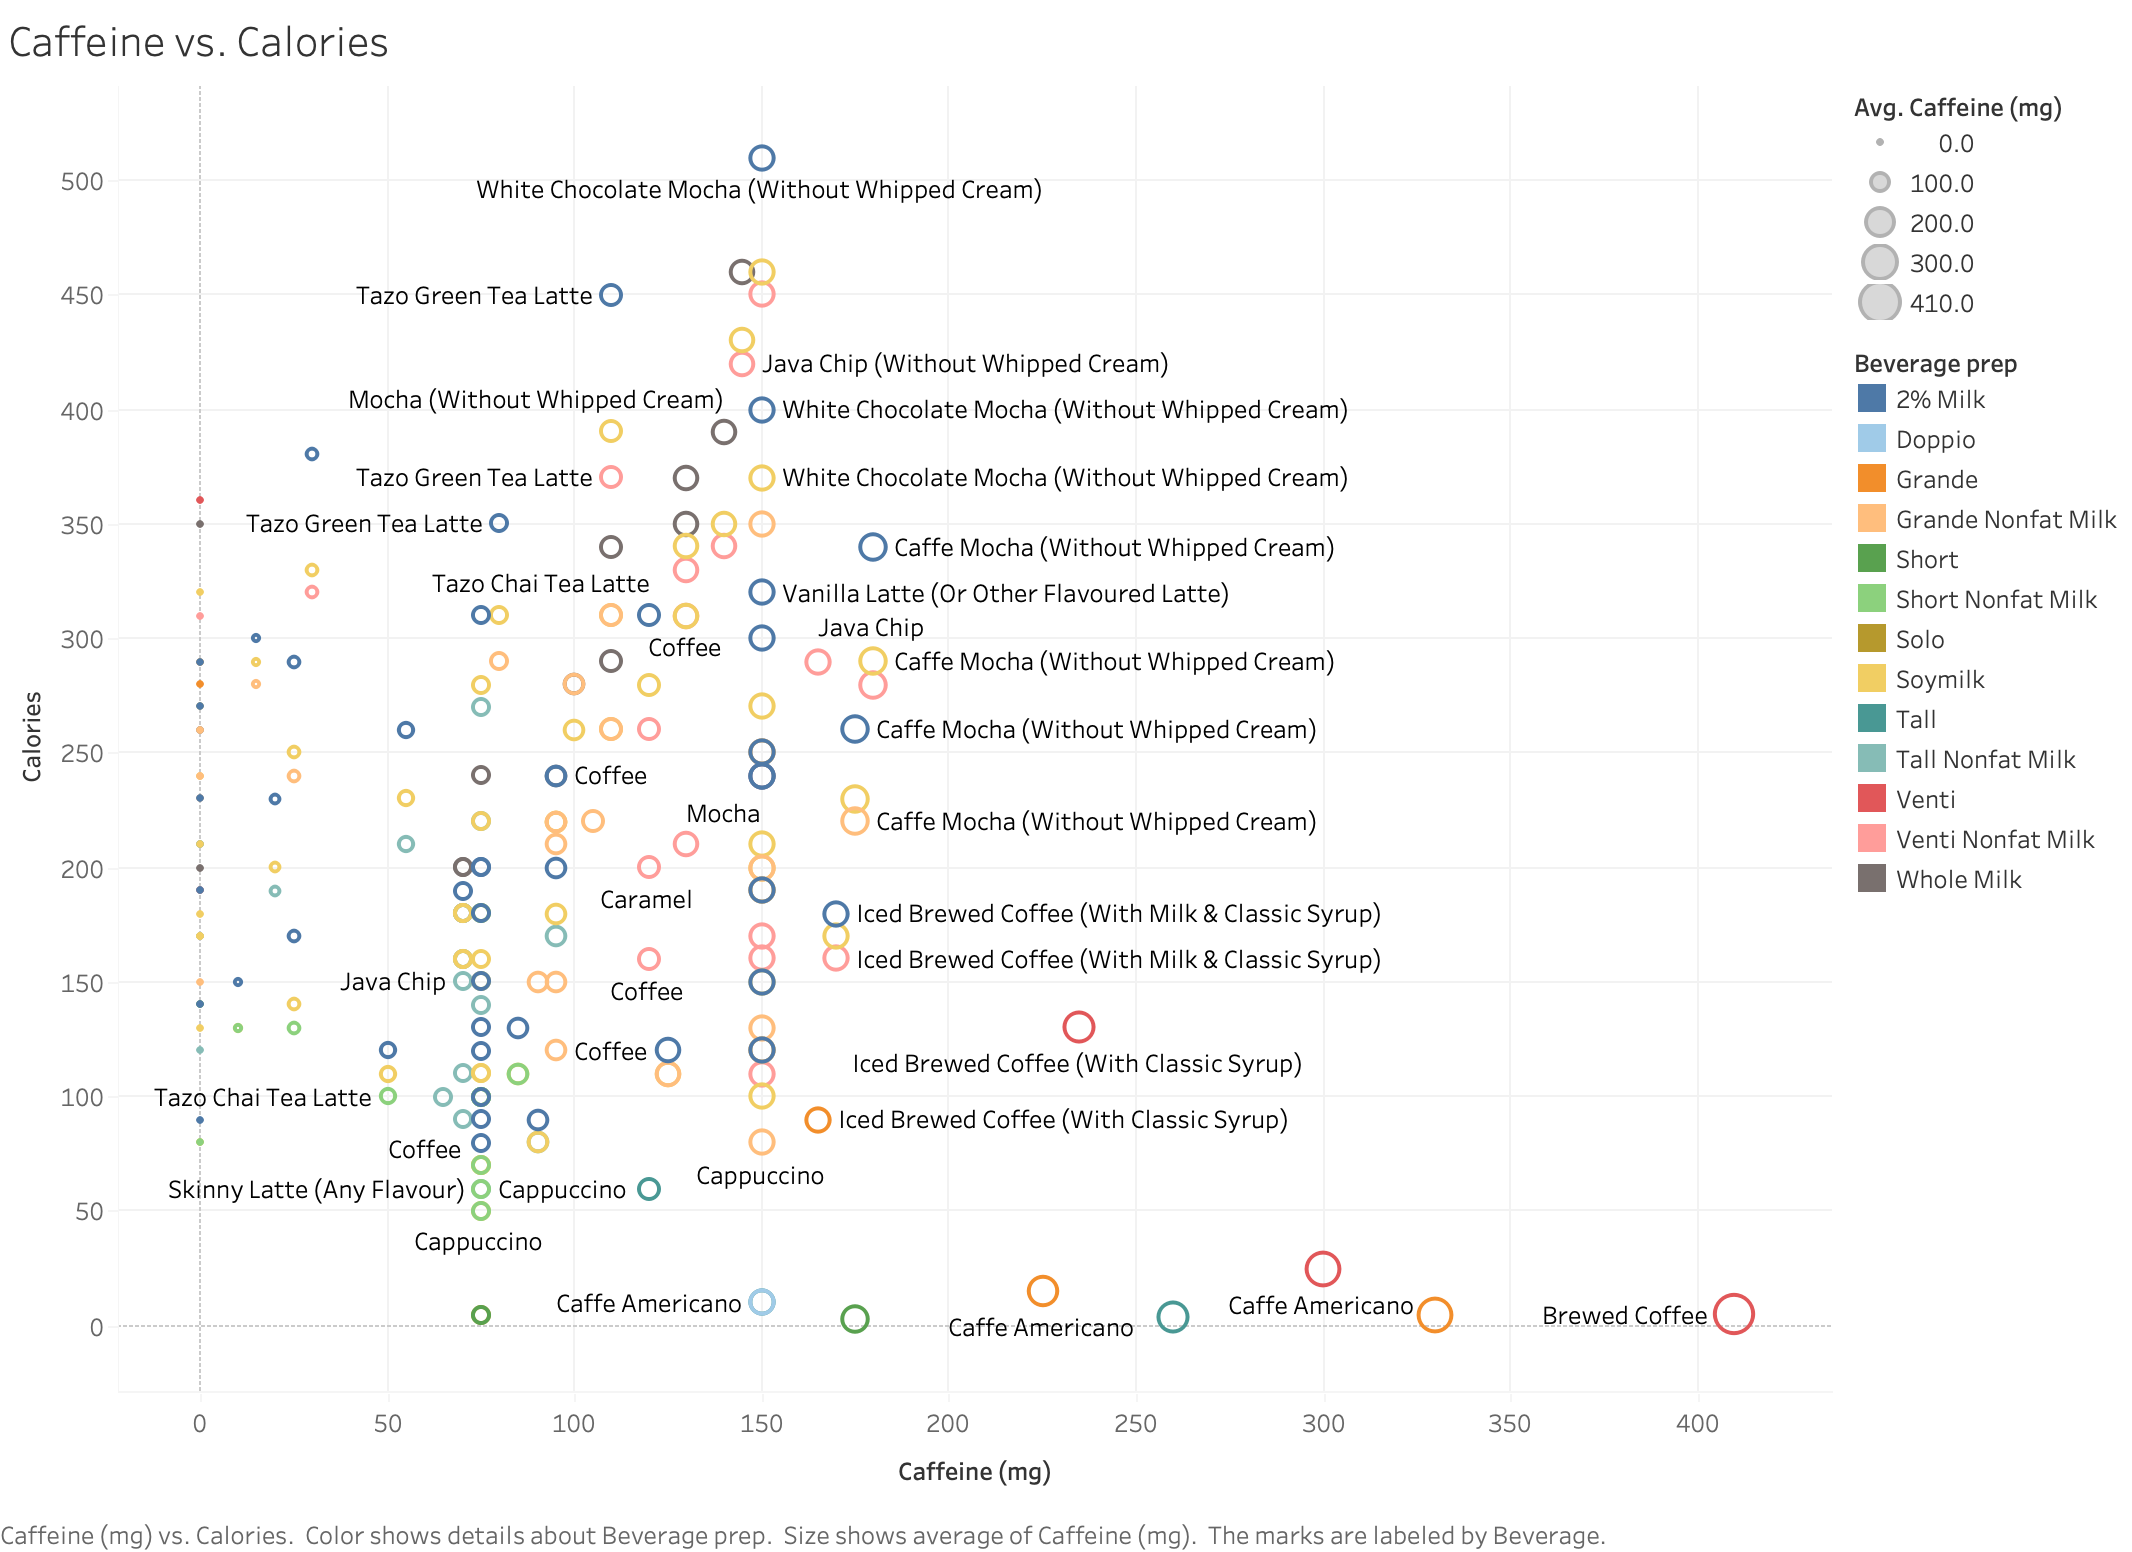 Caffeine vs. Calories
Avg. Caffeine (mg)
0.0
100.0
200.0
300.0
410.0
Beverage prep
2% Milk
Doppio
Grande
Grande Nonfat Milk
Short
Short Nonfat Milk
Solo
Soymilk
Tall
Tall Nonfat Milk
Venti
Venti Nonfat Milk
Whole Milk
Calories
500
450
400
350
300
250
200
150
100
50
0
White Chocolate Mocha (Without Whipped Cream)
Tazo Green Tea Latte
Java Chip (Without Whipped Cream)
Mocha (Without Whipped Cream)
White Chocolate Mocha (Without Whipped Cream)
Tazo Green Tea Latte
White Chocolate Mocha (Without Whipped Cream)
Tazo Green Tea Latte
Caffe Mocha (Without Whipped Cream)
Tazo Chai Tea Latte
Vanilla Latte (Or Other Flavoured Latte)
Java Chip
Coffee
Caffe Mocha (Without Whipped Cream)
Caffe Mocha (Without Whipped Cream)
Coffee
Mocha
Caffe Mocha (Without Whipped Cream)
Caramel
Iced Brewed Coffee (With Milk & Classic Syrup)
Iced Brewed Coffee (With Milk & Classic Syrup)
Java Chip
Coffee
Coffee
Iced Brewed Coffee (With Classic Syrup)
Tazo Chai Tea Latte
Iced Brewed Coffee (With Classic Syrup)
Coffee
Cappuccino
Skinny Latte (Any Flavour)
Cappuccino
Cappuccino
Caffe Americano
Caffe Americano
Caffe Americano
Brewed Coffee
0
50
100
150
200
250
300
350
400
Caffeine (mg)
Caffeine (mg) vs. Calories. Color shows details about Beverage prep. Size shows average of Caffeine (mg). The marks are labeled by Beverage.